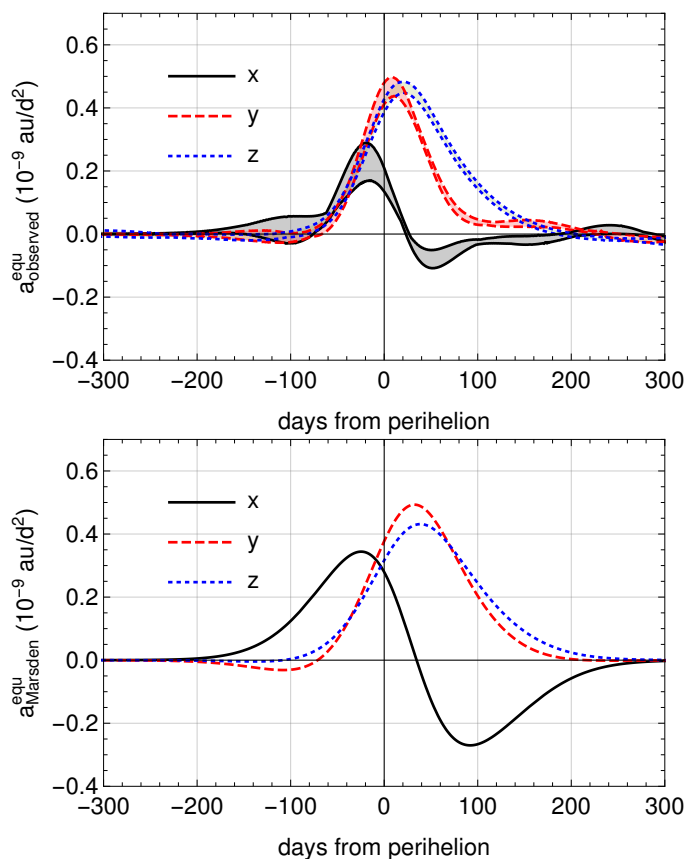 0.6
0.4
0.2
0.0
−0.2
−0.4
x
y
z
a^equ_observed (10^−9 au/d^2)
−300 −200 −100 0 100 200 300
days from perihelion
0.6
0.4
0.2
0.0
−0.2
−0.4
x
y
z
a^equ_Marsden (10^−9 au/d^2)
−300 −200 −100 0 100 200 300
days from perihelion